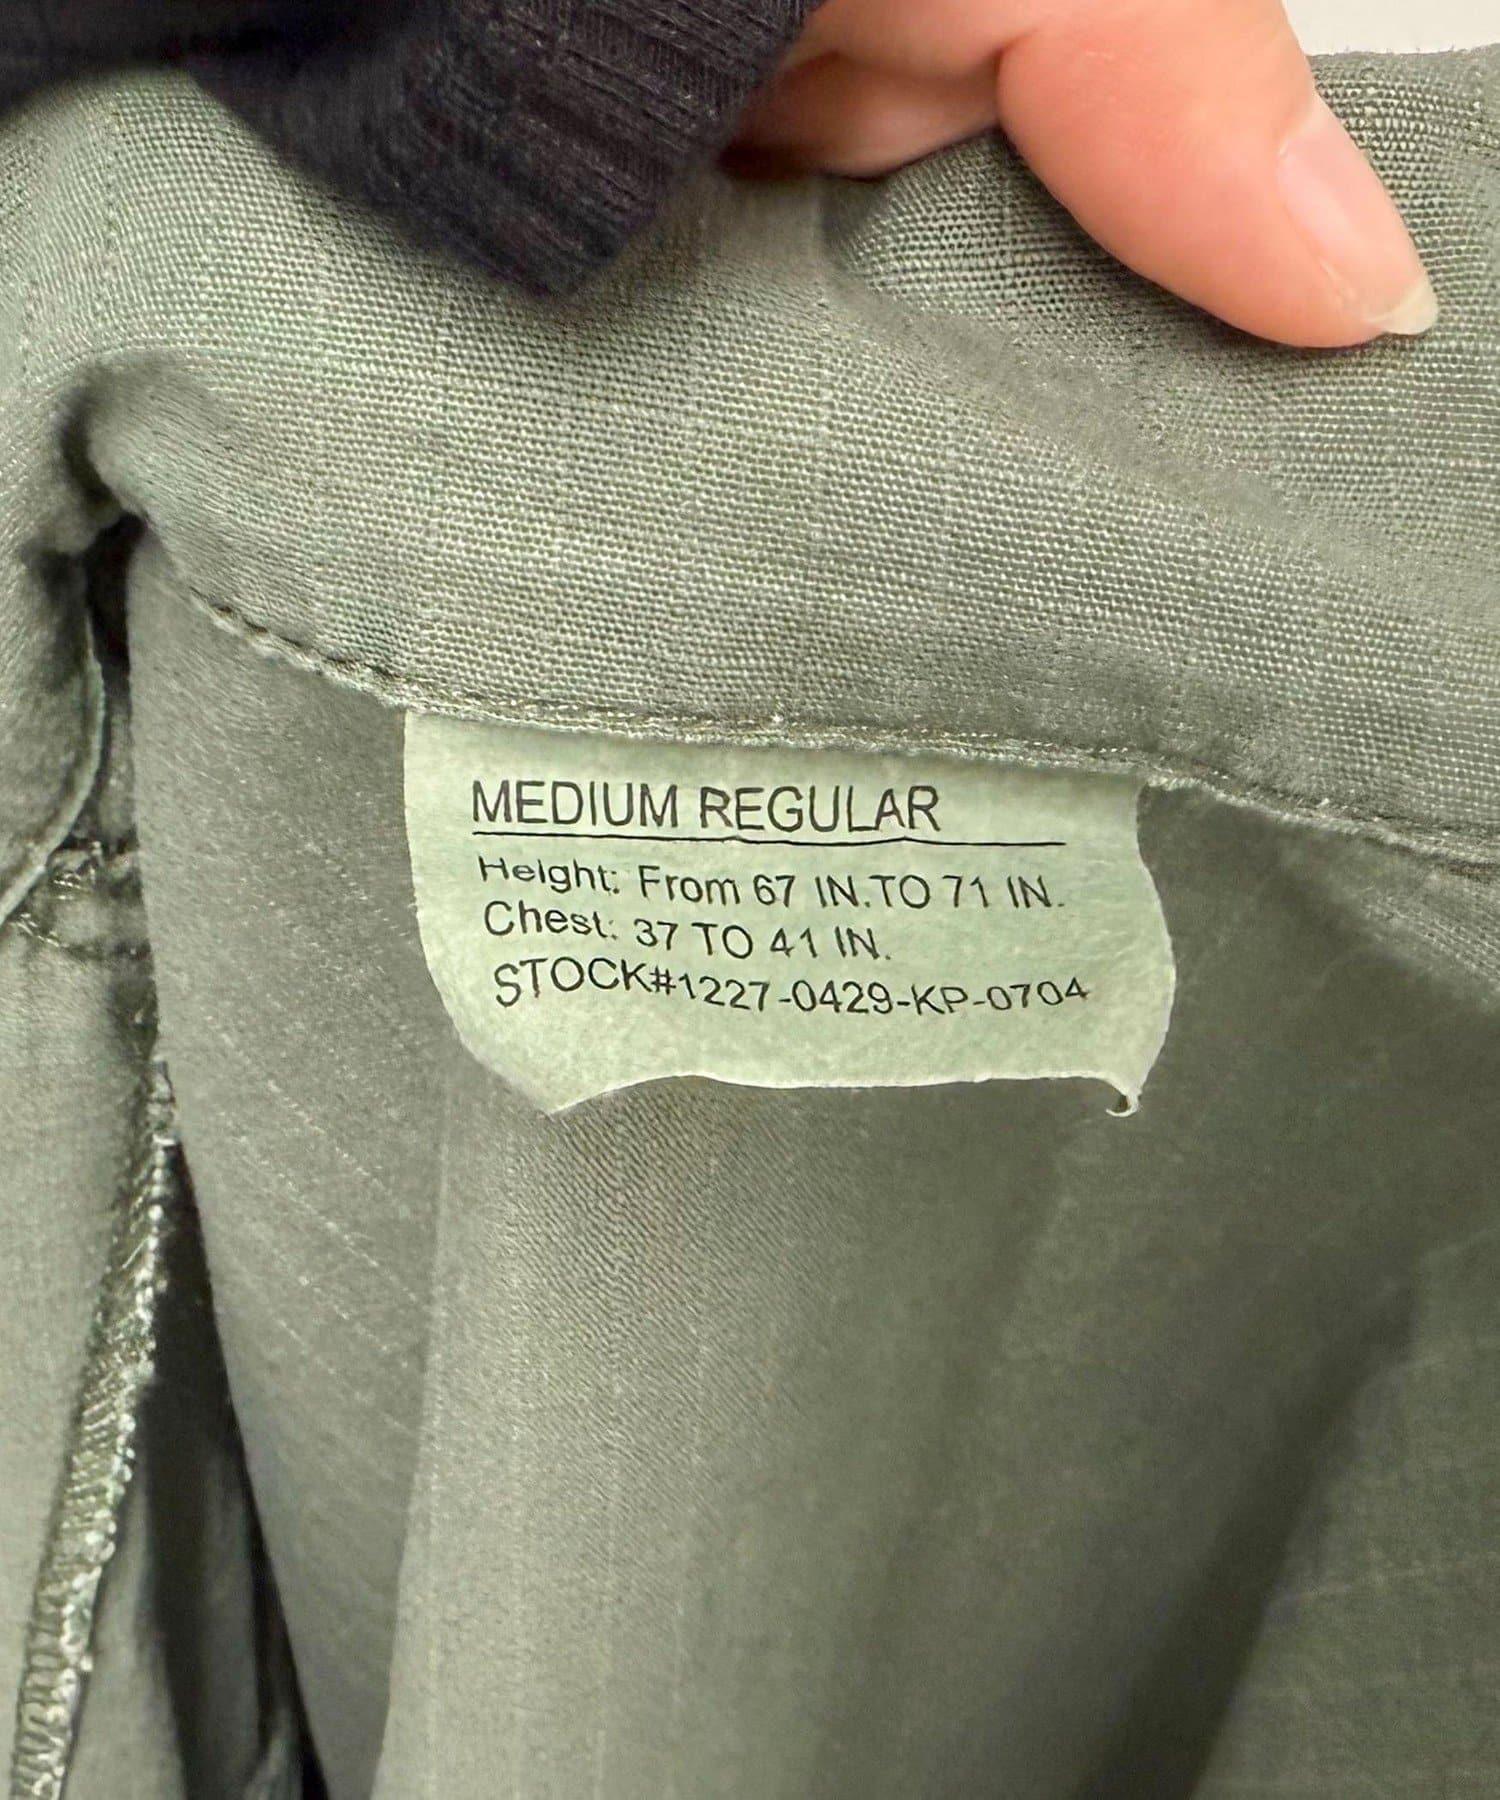 MEDIUM REGULAR
Height: From 67 IN.TO 71 IN.
Chest: 37 TO 41 IN.
STOCK#1227-0429-KP-0704